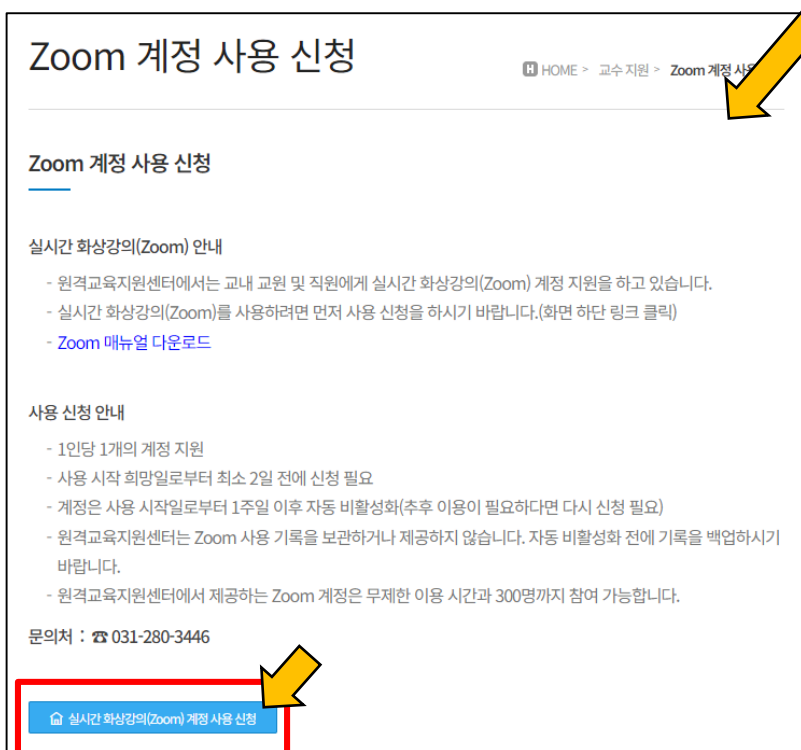 Zoom 계정 사용 신청
H HOME > 교수 지원 > Zoom 계정 사용
Zoom 계정 사용 신청
실시간 화상강의(Zoom) 안내
- 원격교육지원센터에서는 교내 교원 및 직원에게 실시간 화상강의(Zoom) 계정 지원을 하고 있습니다.
- 실시간 화상강의(Zoom)를 사용하려면 먼저 사용 신청을 하시기 바랍니다.(화면 하단 링크 클릭)
- Zoom 매뉴얼 다운로드
사용 신청 안내
- 1인당 1개의 계정 지원
- 사용 시작 희망일로부터 최소 2일 전에 신청 필요
- 계정은 사용 시작일로부터 1주일 이후 자동 비활성화(추후 이용이 필요하다면 다시 신청 필요)
- 원격교육지원센터는 Zoom 사용 기록을 보관하거나 제공하지 않습니다. 자동 비활성화 전에 기록을 백업하시기
바랍니다.
- 원격교육지원센터에서 제공하는 Zoom 계정은 무제한 이용 시간과 300명까지 참여 가능합니다.
문의처 : ☎ 031-280-3446
실시간 화상강의(Zoom) 계정 사용 신청